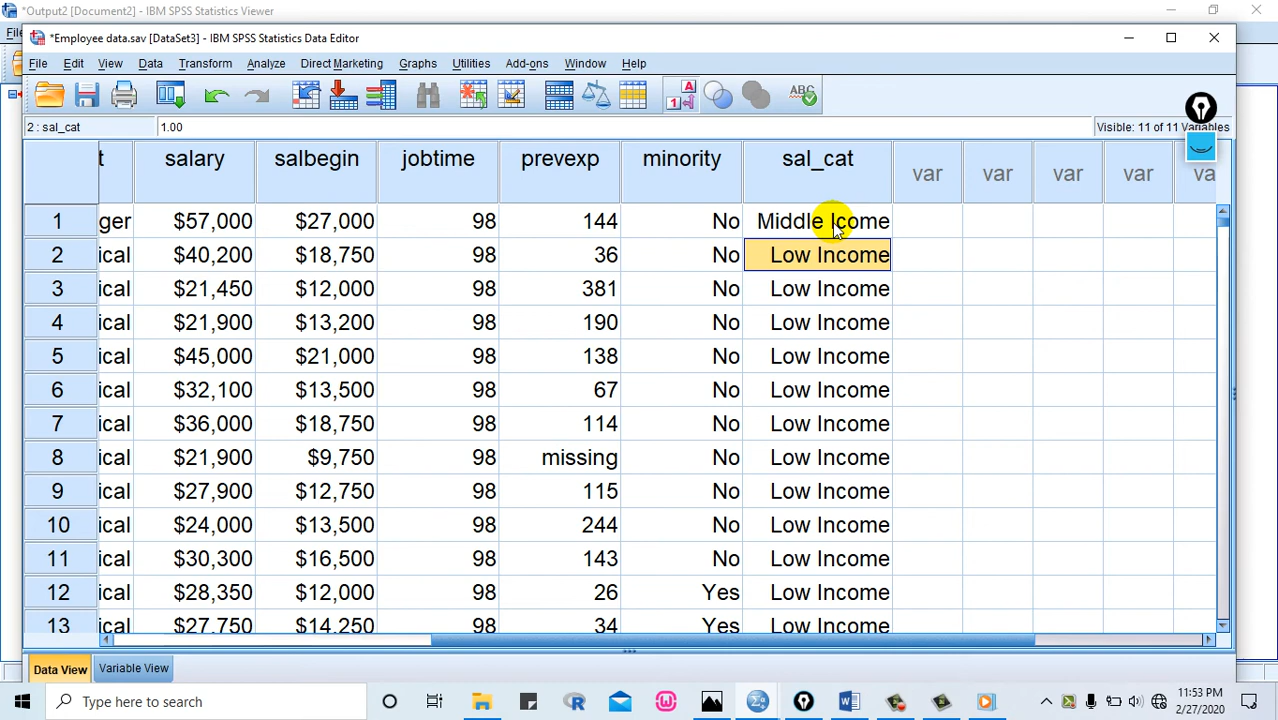 *Output2 [Document2] - IBM SPSS Statistics Viewer
*Employee data.sav [DataSet3] - IBM SPSS Statistics Data Editor
File Edit View Data Transform Analyze Direct Marketing Graphs Utilities Add-ons Window Help
2 : sal_cat 1.00 Visible: 11 of 11 Variables
t salary salbegin jobtime prevexp minority sal_cat var var var var va
1 ger $57,000 $27,000 98 144 No Middle Icome
2 ical $40,200 $18,750 98 36 No Low Income
3 ical $21,450 $12,000 98 381 No Low Income
4 ical $21,900 $13,200 98 190 No Low Income
5 ical $45,000 $21,000 98 138 No Low Income
6 ical $32,100 $13,500 98 67 No Low Income
7 ical $36,000 $18,750 98 114 No Low Income
8 ical $21,900 $9,750 98 missing No Low Income
9 ical $27,900 $12,750 98 115 No Low Income
10 ical $24,000 $13,500 98 244 No Low Income
11 ical $30,300 $16,500 98 143 No Low Income
12 ical $28,350 $12,000 98 26 Yes Low Income
13 ical $27,750 $14,250 98 34 Yes Low Income
Data View Variable View
Type here to search
11:53 PM
2/27/2020